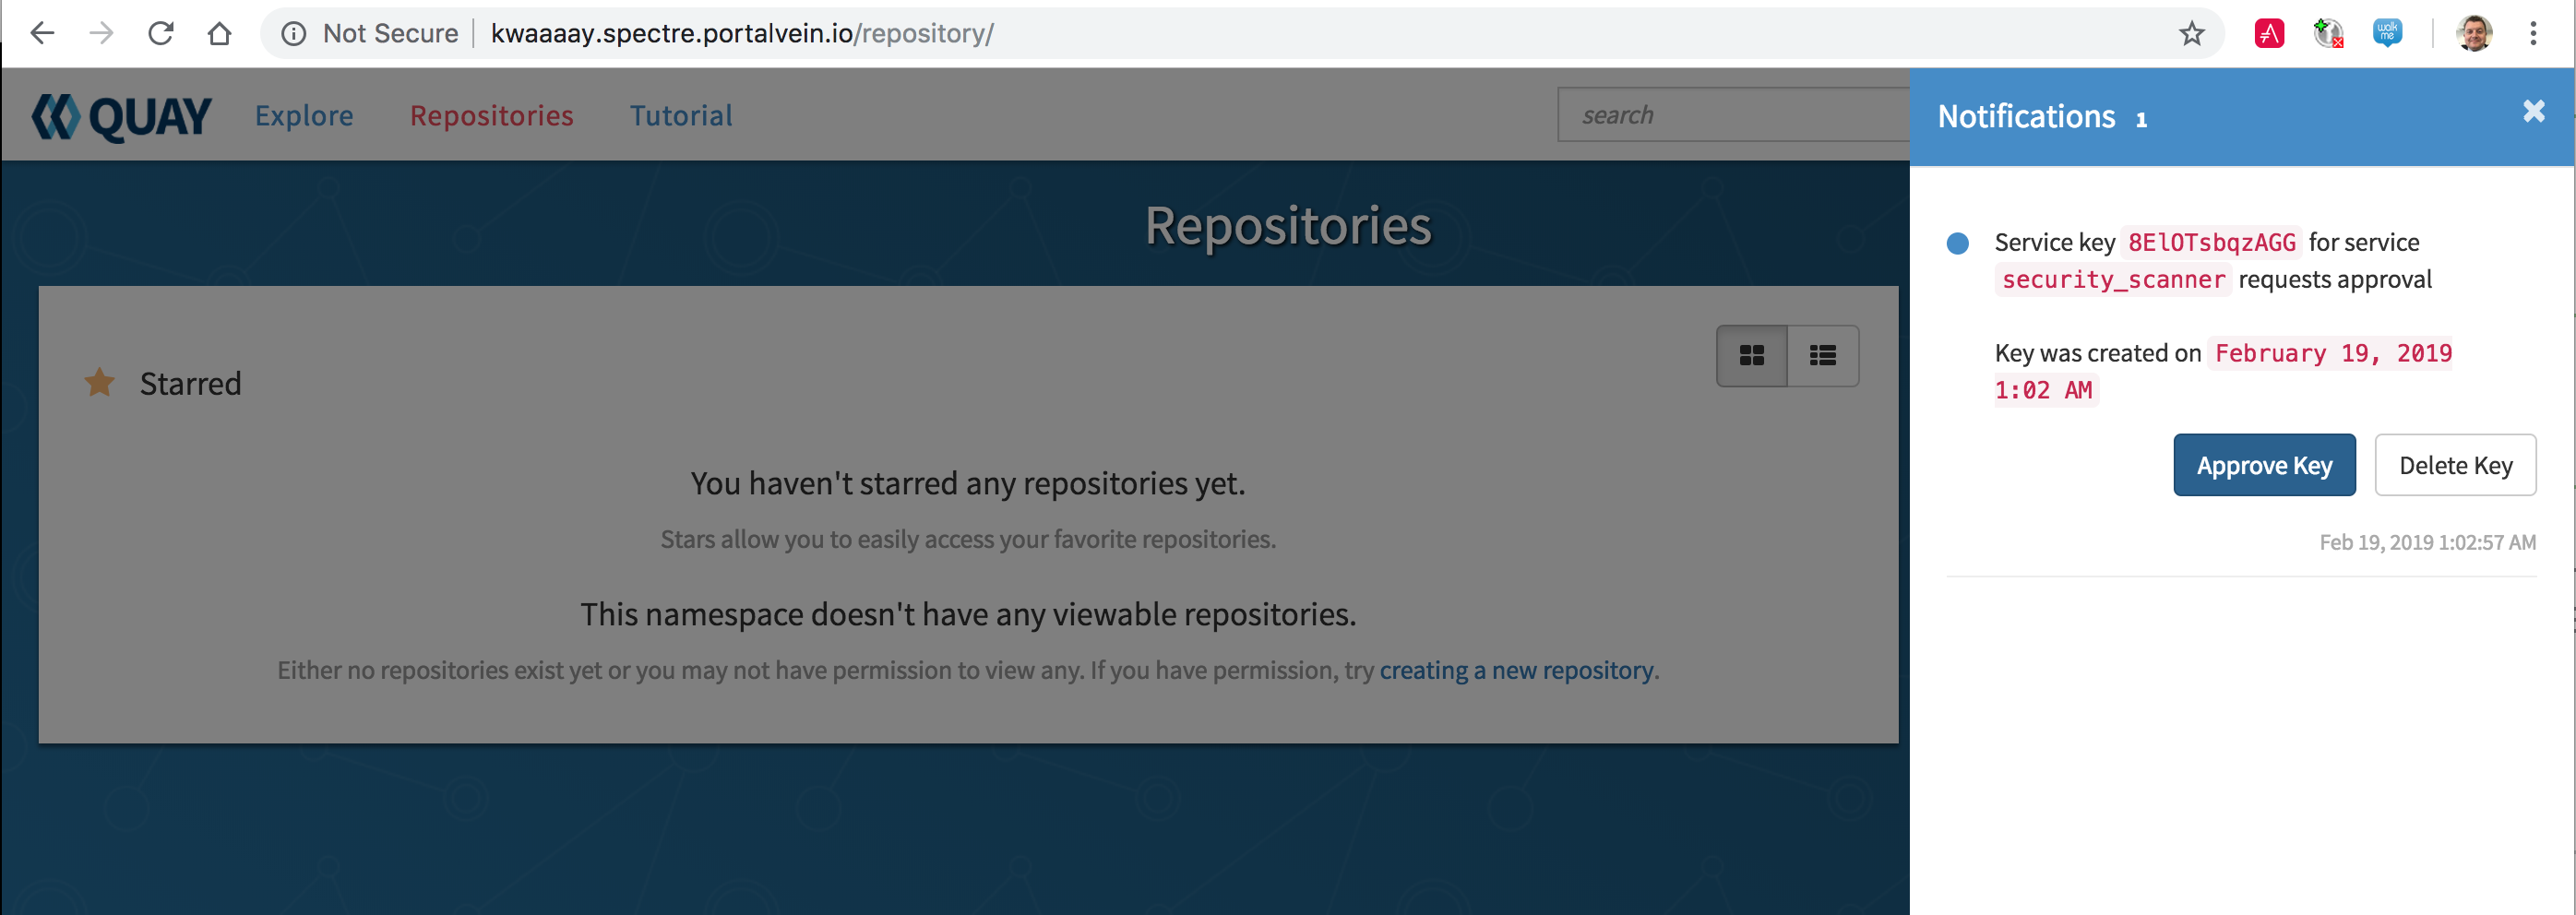 Not Secure kwaaaay.spectre.portalvein.io/repository/
walk
me
QUAY Explore Repositories Tutorial search
Repositories
Starred
You haven't starred any repositories yet.
Stars allow you to easily access your favorite repositories.
This namespace doesn't have any viewable repositories.
Either no repositories exist yet or you may not have permission to view any. If you have permission, try creating a new repository.
Notifications 1
Service key 8ElOTsbqzAGG for service
security_scanner requests approval
Key was created on February 19, 2019
1:02 AM
Approve Key Delete Key
Feb 19, 2019 1:02:57 AM